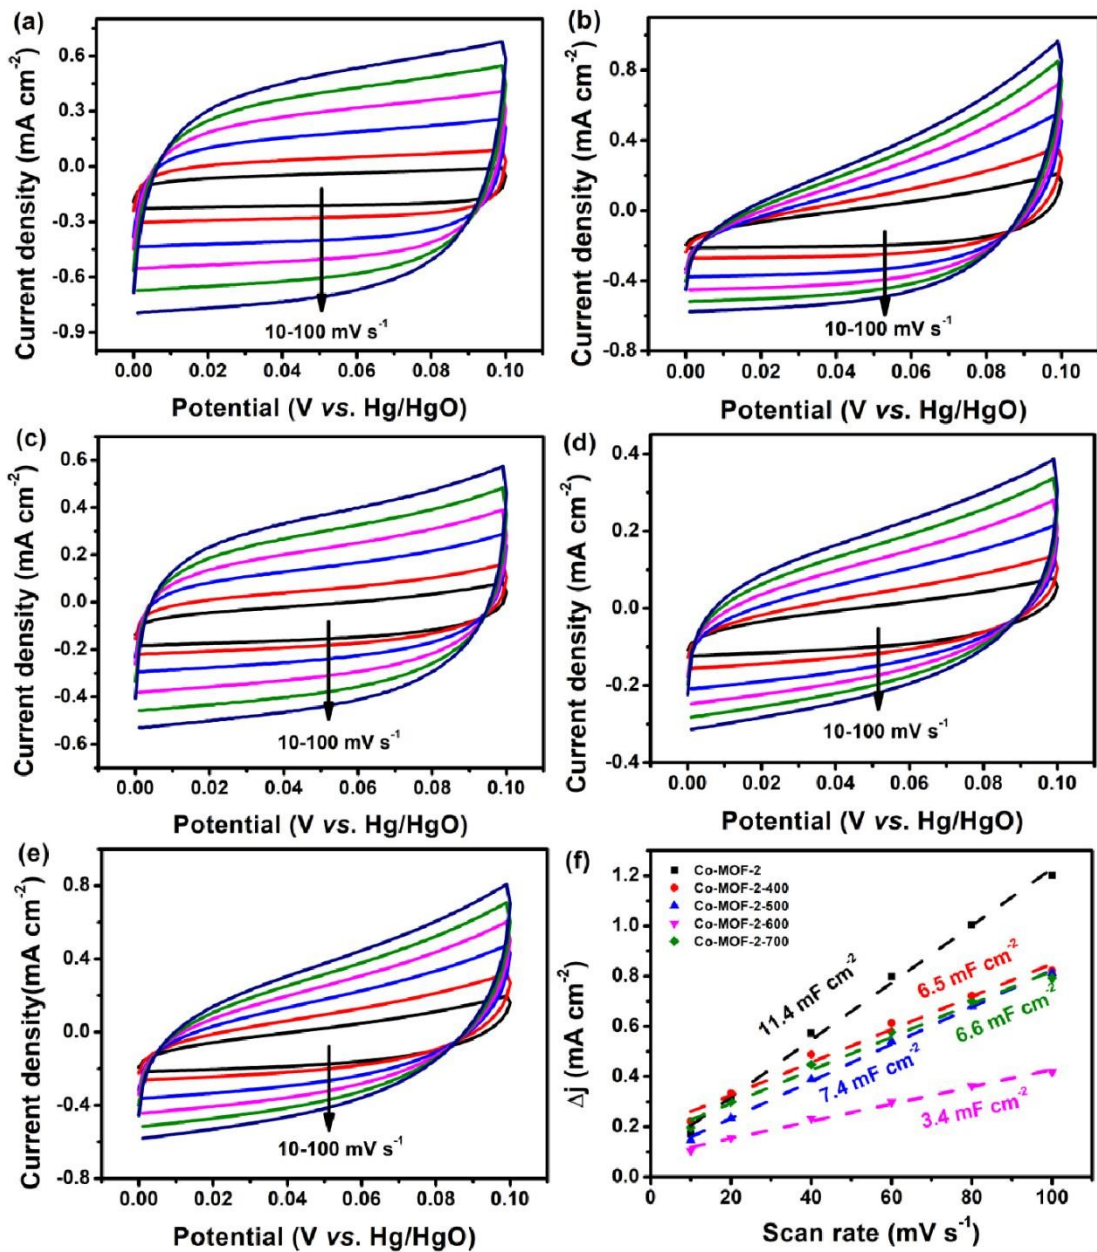 (a)
Current density (mA cm⁻²)
0.6
0.3
0.0
-0.3
-0.6
-0.9
10-100 mV s⁻¹
0.00 0.02 0.04 0.06 0.08 0.10
Potential (V vs. Hg/HgO)
(b)
Current density (mA cm⁻²)
0.8
0.4
0.0
-0.4
-0.8
10-100 mV s⁻¹
0.00 0.02 0.04 0.06 0.08 0.10
Potential (V vs. Hg/HgO)
(c)
Current density (mA cm⁻²)
0.6
0.4
0.2
0.0
-0.2
-0.4
-0.6
10-100 mV s⁻¹
0.00 0.02 0.04 0.06 0.08 0.10
Potential (V vs. Hg/HgO)
(d)
Current density (mA cm⁻²)
0.4
0.2
0.0
-0.2
-0.4
10-100 mV s⁻¹
0.00 0.02 0.04 0.06 0.08 0.10
Potential (V vs. Hg/HgO)
(e)
Current density(mA cm⁻²)
0.8
0.4
0.0
-0.4
-0.8
10-100 mV s⁻¹
0.00 0.02 0.04 0.06 0.08 0.10
Potential (V vs. Hg/HgO)
(f)
Δj (mA cm⁻²)
1.2
1.0
0.8
0.6
0.4
0.2
0.0
Co-MOF-2
Co-MOF-2-400
Co-MOF-2-500
Co-MOF-2-600
Co-MOF-2-700
11.4 mF cm⁻²
6.5 mF cm⁻²
6.6 mF cm⁻²
7.4 mF cm⁻²
3.4 mF cm⁻²
0 20 40 60 80 100
Scan rate (mV s⁻¹)